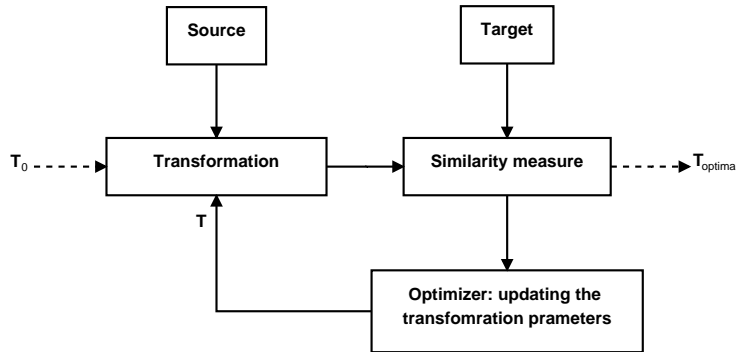 Source
Target
T0
Transformation
Similarity measure
Toptima
T
Optimizer: updating the
transfomration prameters